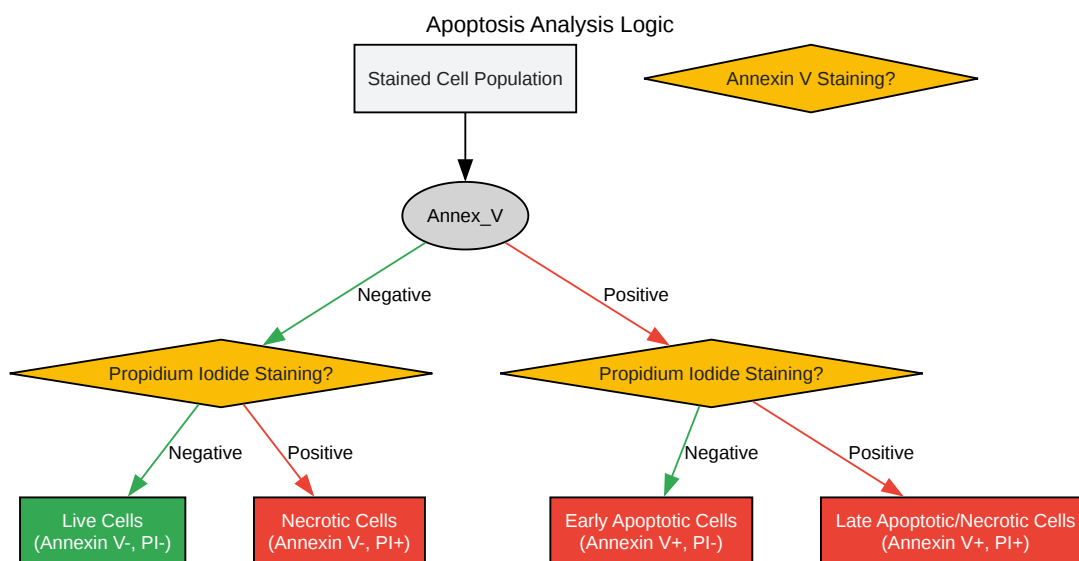 Apoptosis Analysis Logic
Stained Cell Population
Annexin V Staining?
Annex_V
Negative
Positive
Propidium Iodide Staining?
Propidium Iodide Staining?
Negative
Positive
Negative
Positive
Live Cells
(Annexin V-, PI-)
Necrotic Cells
(Annexin V-, PI+)
Early Apoptotic Cells
(Annexin V+, PI-)
Late Apoptotic/Necrotic Cells
(Annexin V+, PI+)